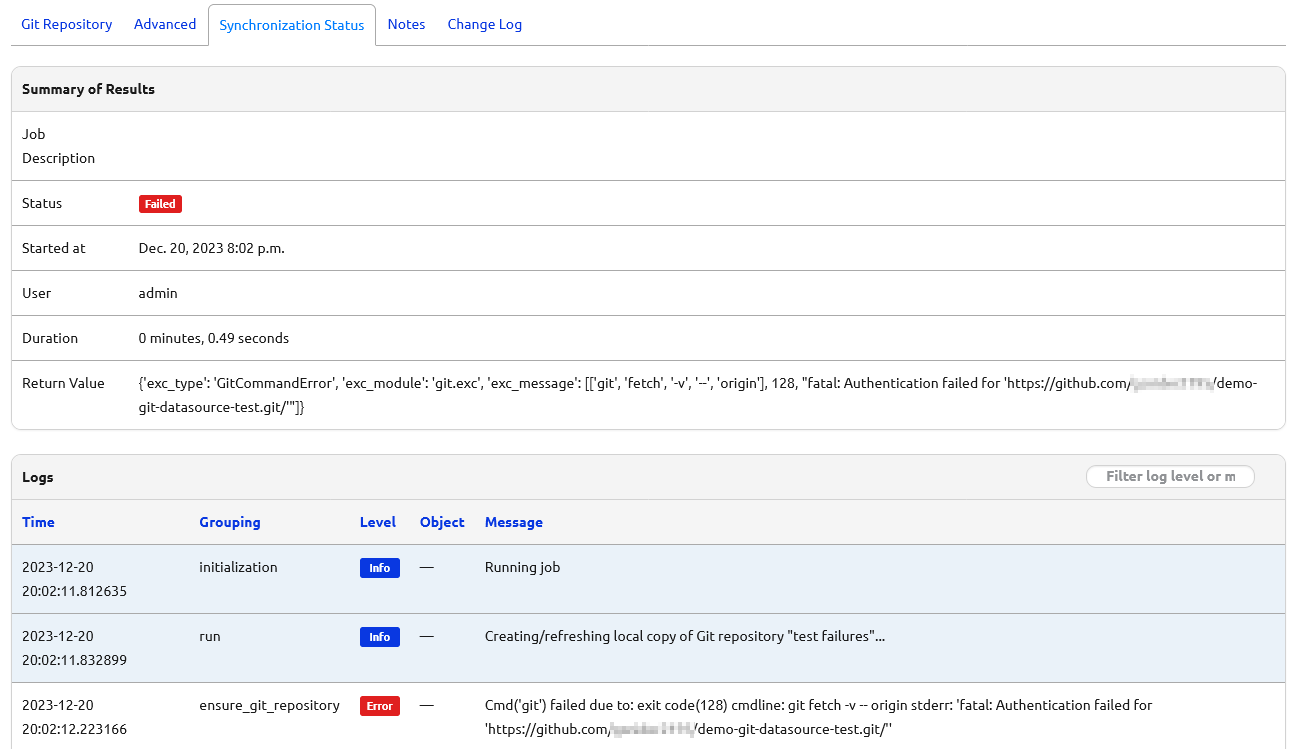 Git Repository Advanced Synchronization Status Notes Change Log
Summary of Results
Job
Description
Status Failed
Started at Dec. 20, 2023 8:02 p.m.
User admin
Duration 0 minutes, 0.49 seconds
Return Value {'exc_type': 'GitCommandError', 'exc_module': 'git.exc', 'exc_message': [['git', 'fetch', '-v', '--', 'origin'], 128, "fatal: Authentication failed for 'https://github.com/ /demo-
git-datasource-test.git/'"]}
Logs Filter log level or m
Time Grouping Level Object Message
2023-12-20 initialization Info — Running job
20:02:11.812635
2023-12-20 run Info — Creating/refreshing local copy of Git repository "test failures"...
20:02:11.832899
2023-12-20 ensure_git_repository Error — Cmd('git') failed due to: exit code(128) cmdline: git fetch -v -- origin stderr: 'fatal: Authentication failed for
20:02:12.223166 'https://github.com/ /demo-git-datasource-test.git/''